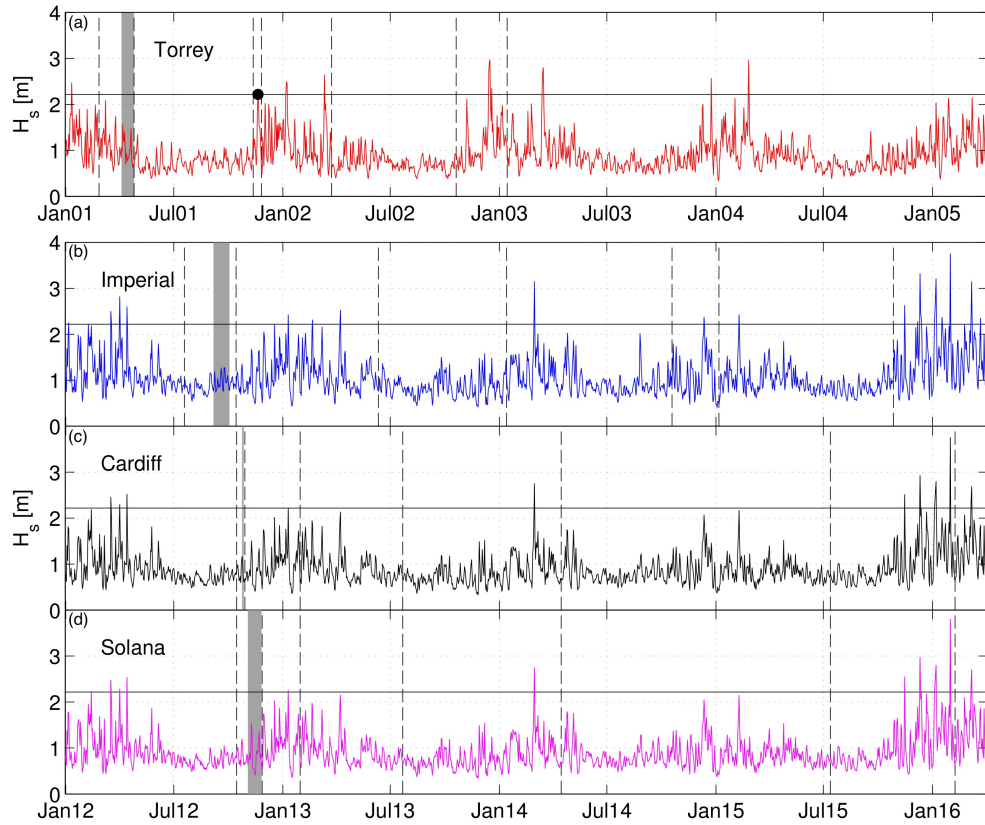 (a)
Torrey
4
3
2
1
0
H_s [m]
Jan01 Jul01 Jan02 Jul02 Jan03 Jul03 Jan04 Jul04 Jan05
(b)
Imperial
4
3
2
1
0
(c)
Cardiff
3
2
1
0
H_s [m]
(d)
Solana
3
2
1
0
Jan12 Jul12 Jan13 Jul13 Jan14 Jul14 Jan15 Jul15 Jan16